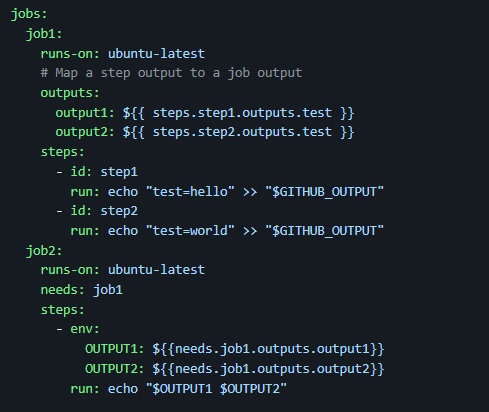 jobs:
  job1:
    runs-on: ubuntu-latest
    # Map a step output to a job output
    outputs:
      output1: ${{ steps.step1.outputs.test }}
      output2: ${{ steps.step2.outputs.test }}
    steps:
      - id: step1
        run: echo "test=hello" >> "$GITHUB_OUTPUT"
      - id: step2
        run: echo "test=world" >> "$GITHUB_OUTPUT"
  job2:
    runs-on: ubuntu-latest
    needs: job1
    steps:
      - env:
          OUTPUT1: ${{needs.job1.outputs.output1}}
          OUTPUT2: ${{needs.job1.outputs.output2}}
        run: echo "$OUTPUT1 $OUTPUT2"